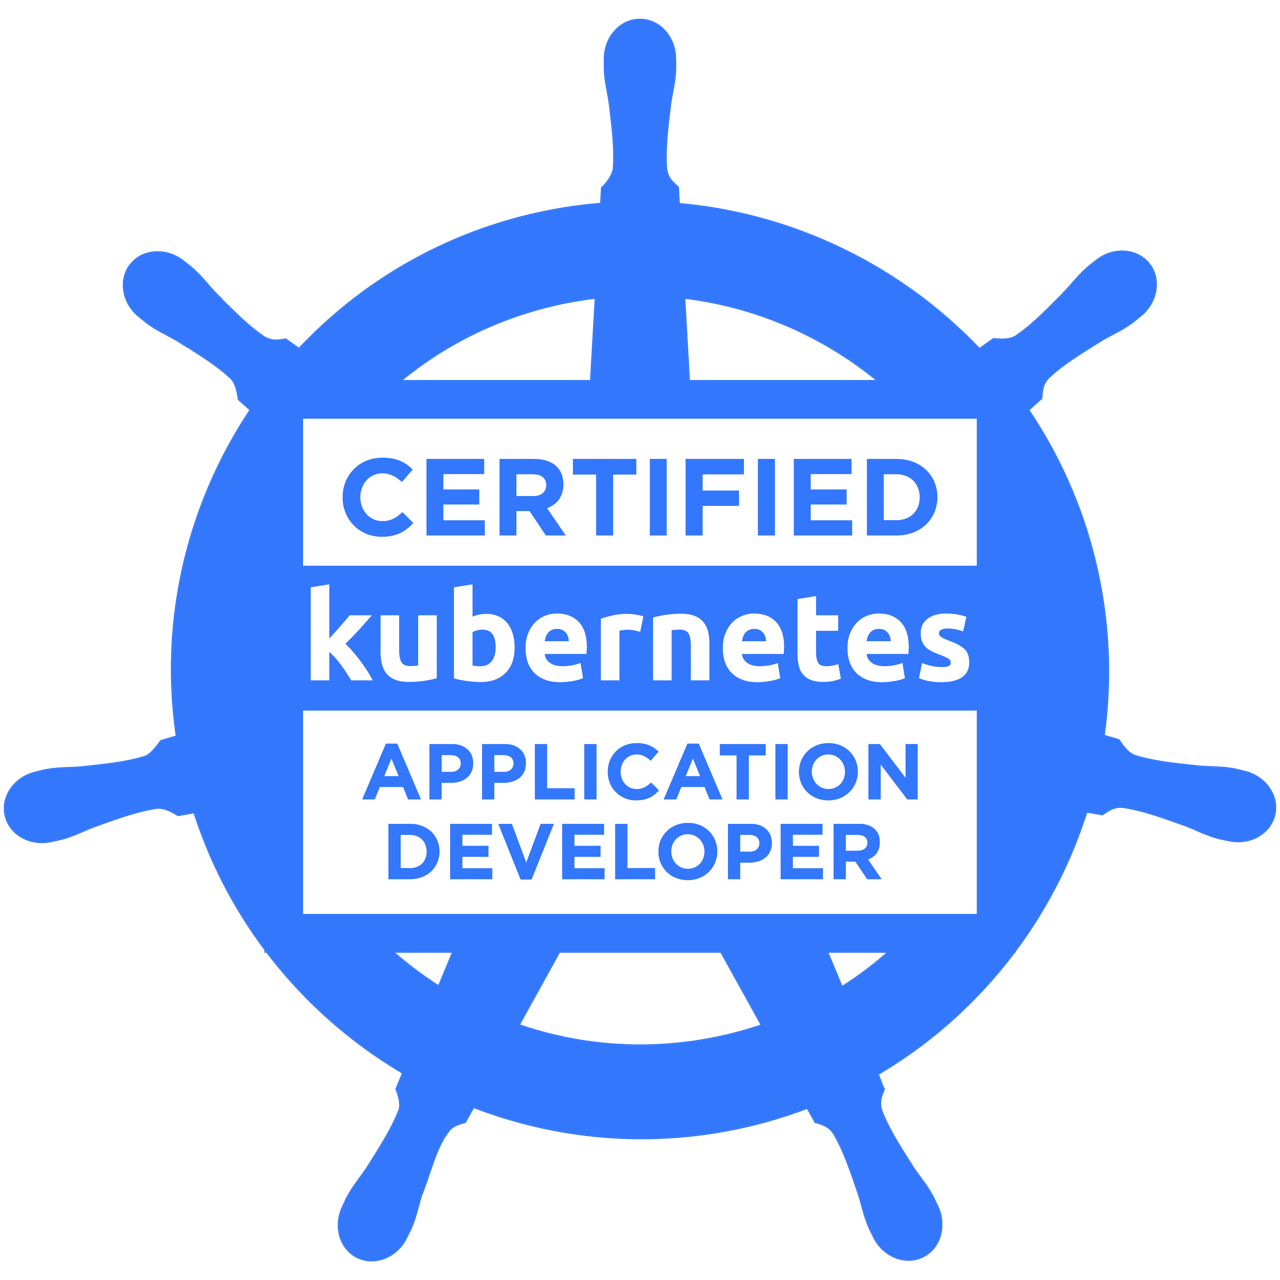 CERTIFIED
kubernetes
APPLICATION
DEVELOPER